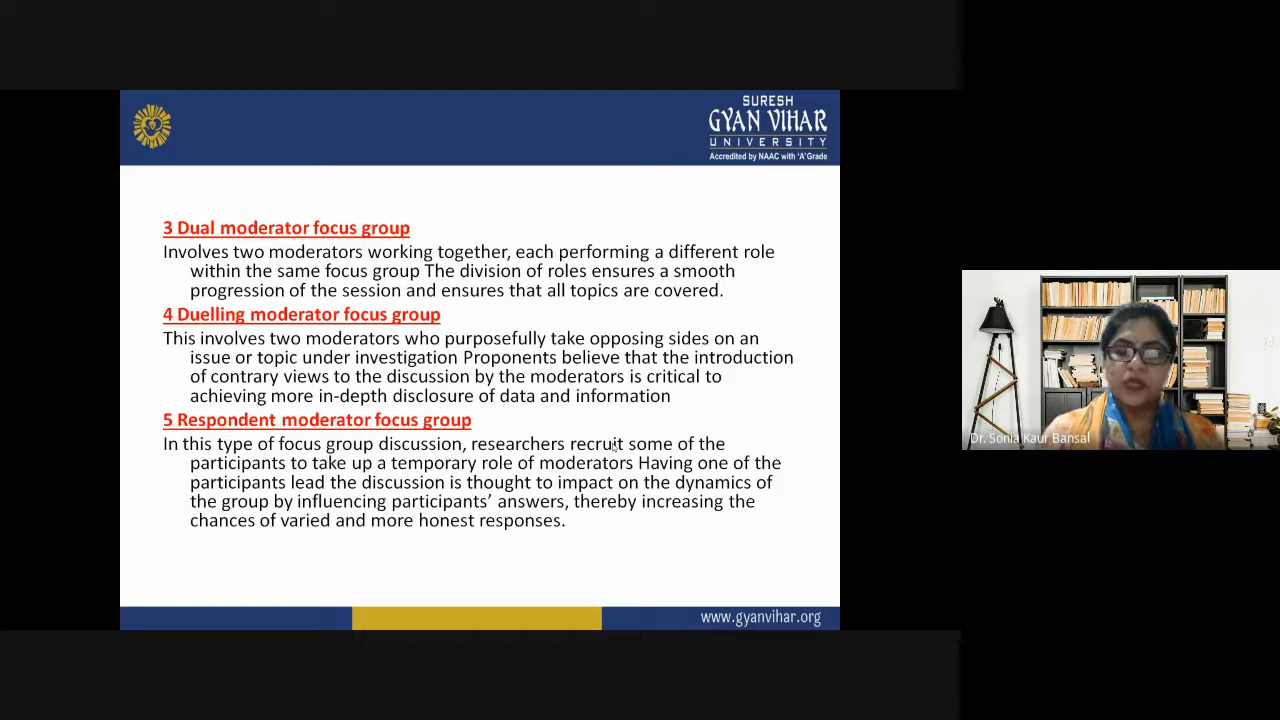 SURESH
GYAN VIHAR
UNIVERSITY
Accredited by NAAC with 'A'Grade
3 Dual moderator focus group
Involves two moderators working together, each performing a different role
within the same focus group The division of roles ensures a smooth
progression of the session and ensures that all topics are covered.
4 Duelling moderator focus group
This involves two moderators who purposefully take opposing sides on an
issue or topic under investigation Proponents believe that the introduction
of contrary views to the discussion by the moderators is critical to
achieving more in-depth disclosure of data and information
5 Respondent moderator focus group
In this type of focus group discussion, researchers recruit some of the
participants to take up a temporary role of moderators Having one of the
participants lead the discussion is thought to impact on the dynamics of
the group by influencing participants’ answers, thereby increasing the
chances of varied and more honest responses.
www.gyanvihar.org
Dr. Sonia Kaur Bansal